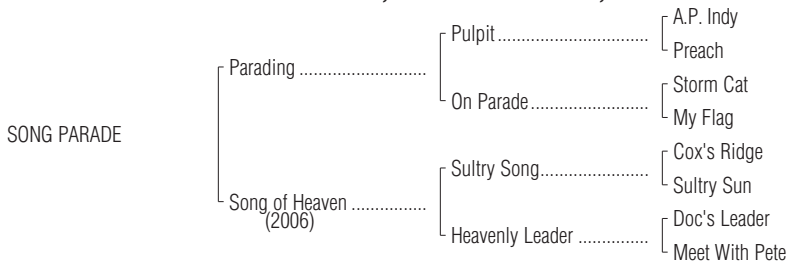 A.P. Indy
Pulpit................................
Preach
Parading ...........................
Storm Cat
On Parade.........................
My Flag
SONG PARADE
Cox's Ridge
Sultry Song.......................
Sultry Sun
Song of Heaven ................
(2006)
Doc's Leader
Heavenly Leader ...............
Meet With Pete